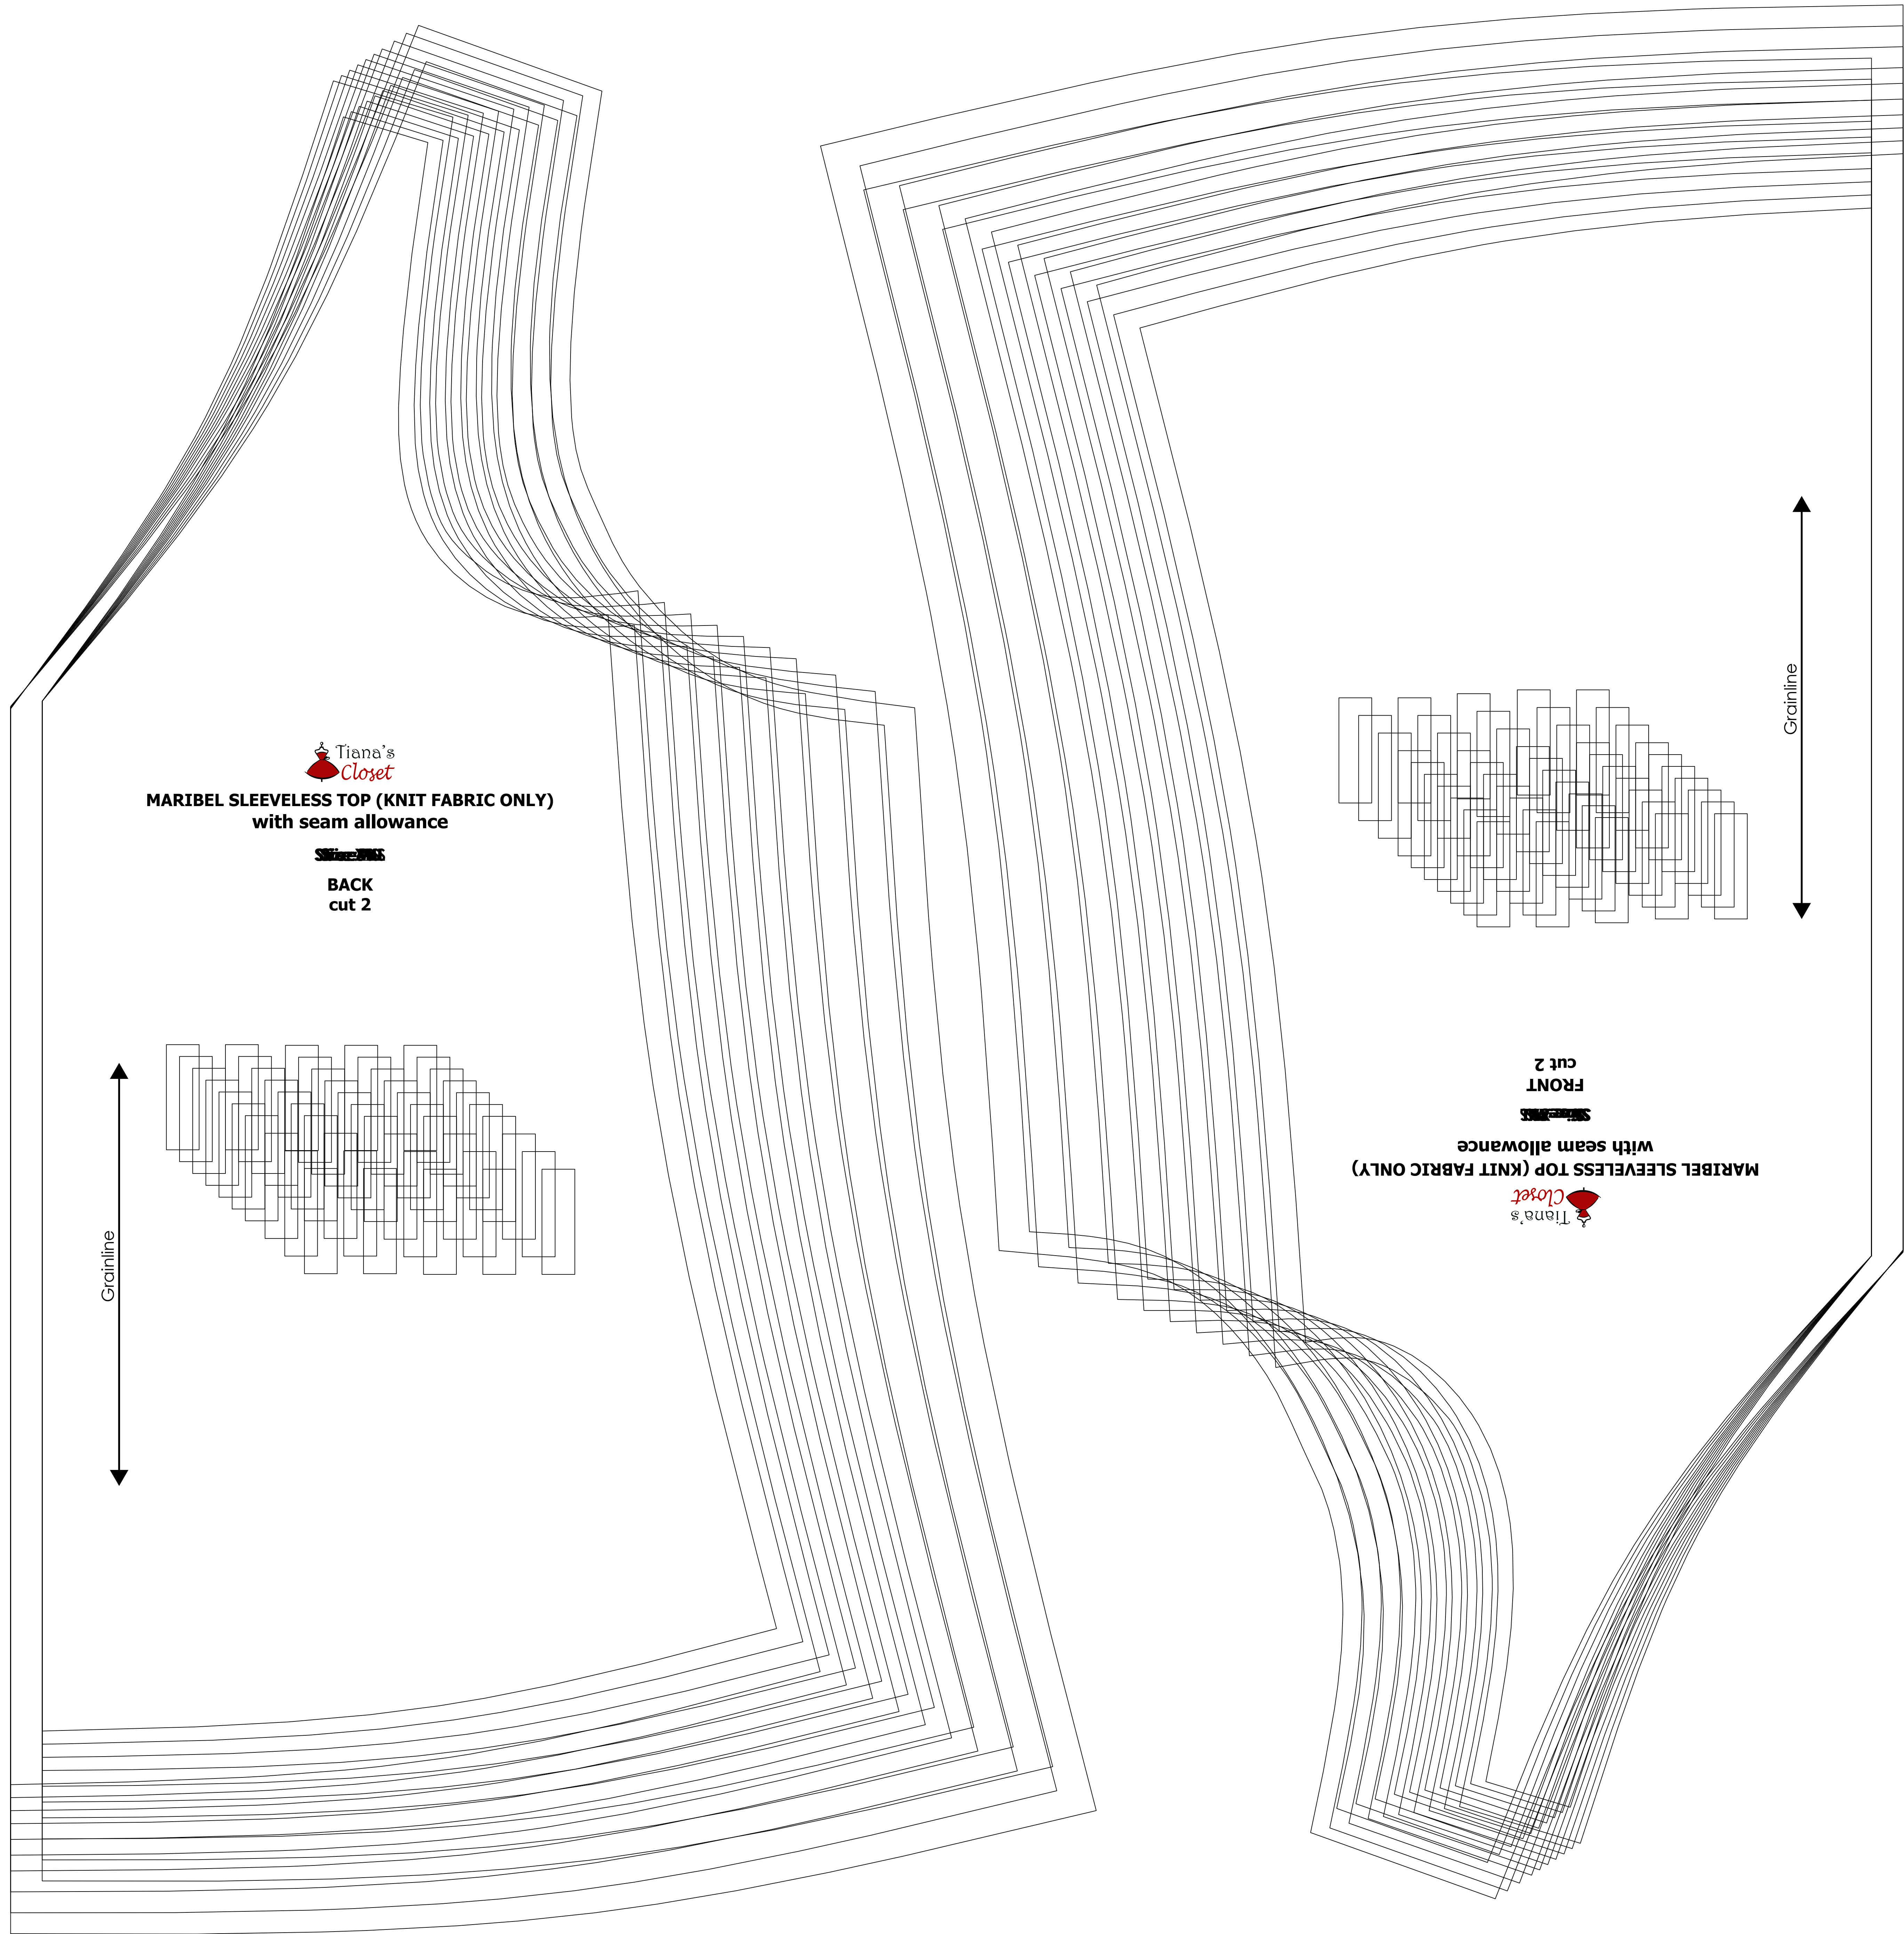 Tiana's
Closet
MARIBEL SLEEVELESS TOP (KNIT FABRIC ONLY)
with seam allowance
BACK
cut 2
Grainline
Grainline
Tiana's
Closet
MARIBEL SLEEVELESS TOP (KNIT FABRIC ONLY)
with seam allowance
FRONT
cut 2